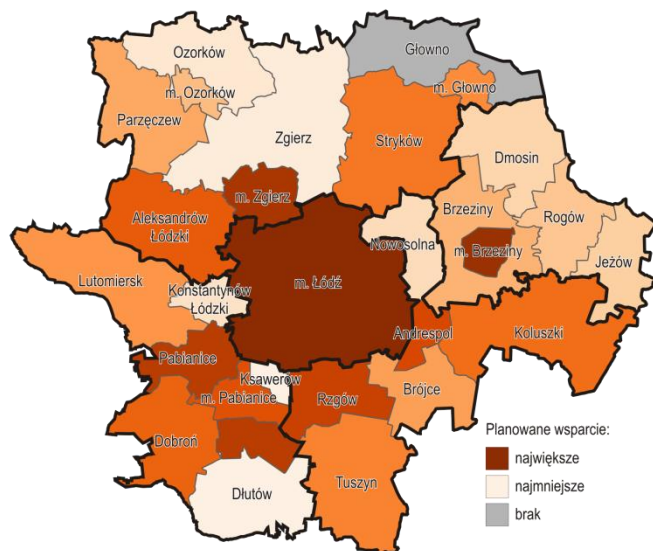 Ozorków
Głowno
m. Ozorków
m. Głowno
Parzęczew
Zgierz
Stryków
Dmosin
m. Zgierz
Aleksandrów
Łódzki
Brzeziny
Rogów
Nowosolna
m. Brzeziny
Jeżów
Lutomiersk
Konstantynów
Łódzki
m. Łódź
Andrespol
Koluszki
Pabianice
Ksawerów
m. Pabianice
Rzgów
Brójce
Dobroń
Dłutów
Tuszyn
Planowane wsparcie:
największe
najmniejsze
brak